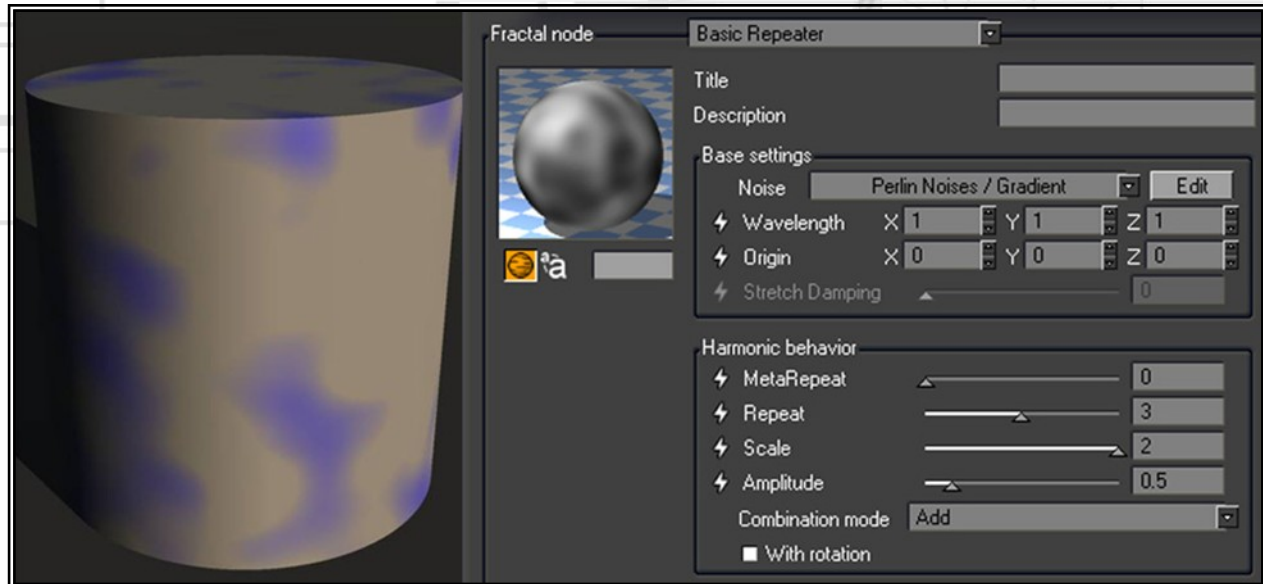 Fractal node Basic Repeater
Title
Description
Base settings
Noise Perlin Noises / Gradient Edit
Wavelength X 1 Y 1 Z 1
Origin X 0 Y 0 Z 0
aa
Stretch Damping 0
Harmonic behavior
MetaRepeat 0
Repeat 3
Scale 2
Amplitude 0.5
Combination mode Add
With rotation